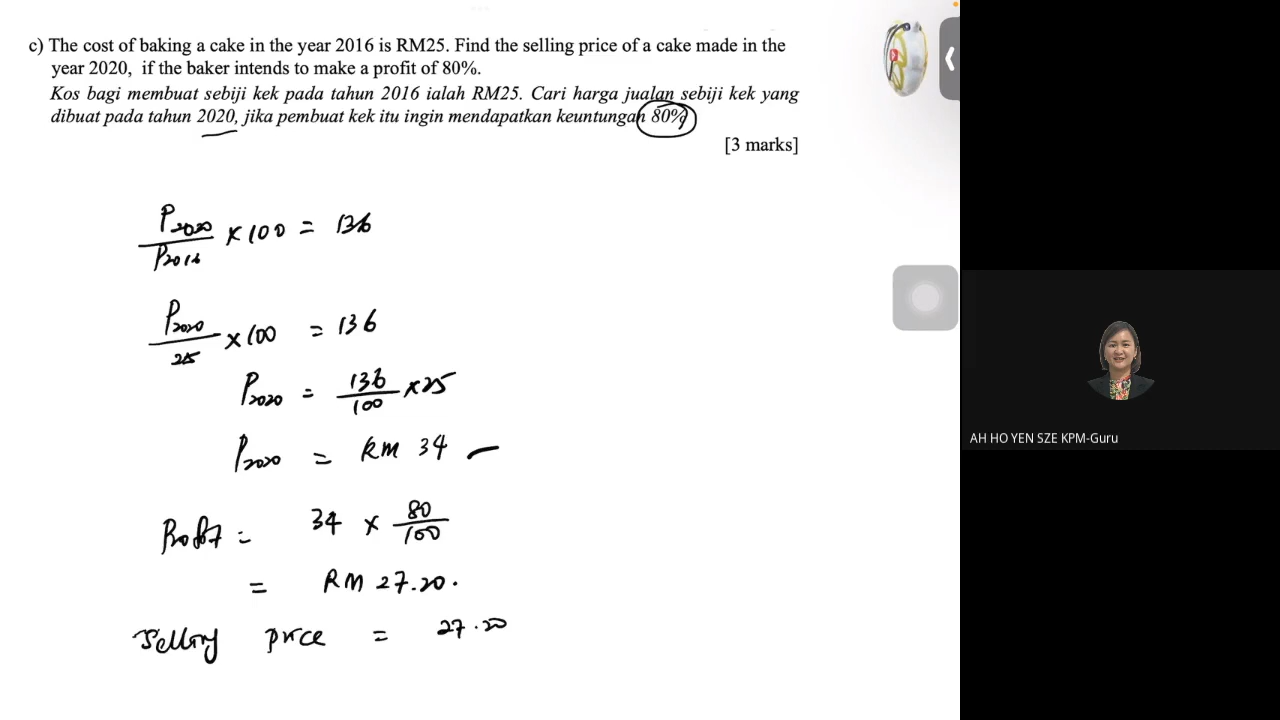 c) The cost of baking a cake in the year 2016 is RM25. Find the selling price of a cake made in the
year 2020, if the baker intends to make a profit of 80%.
Kos bagi membuat sebiji kek pada tahun 2016 ialah RM25. Cari harga jualan sebiji kek yang
dibuat pada tahun 2020, jika pembuat kek itu ingin mendapatkan keuntungan 80%
[3 marks]
P2020 / P2016 × 100 = 136
P2020 / 25 × 100 = 136
P2020 = 136 / 100 × 25
P2020 = RM 34
Profit = 34 × 80 / 100
= RM 27.20.
Selling price = 27.20
AH HO YEN SZE KPM-Guru